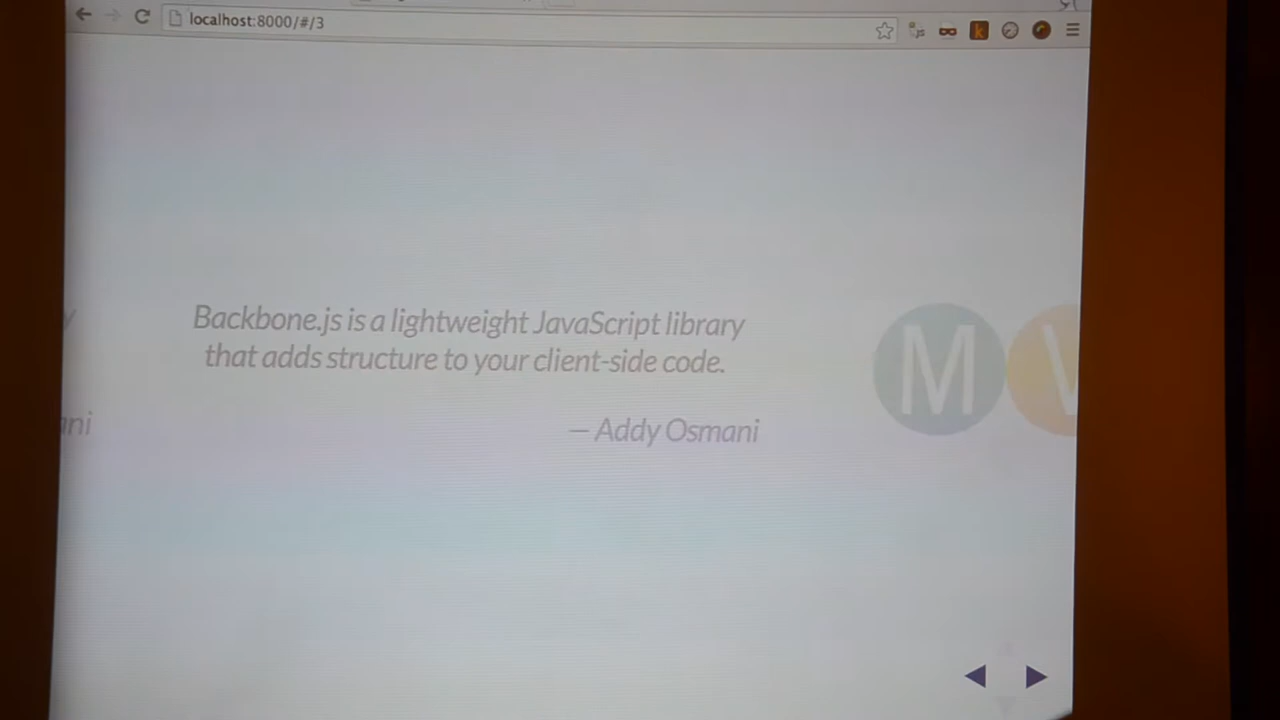 localhost:8000/#/3
Backbone.js is a lightweight JavaScript library
that adds structure to your client-side code.
— Addy Osmani
ani
M